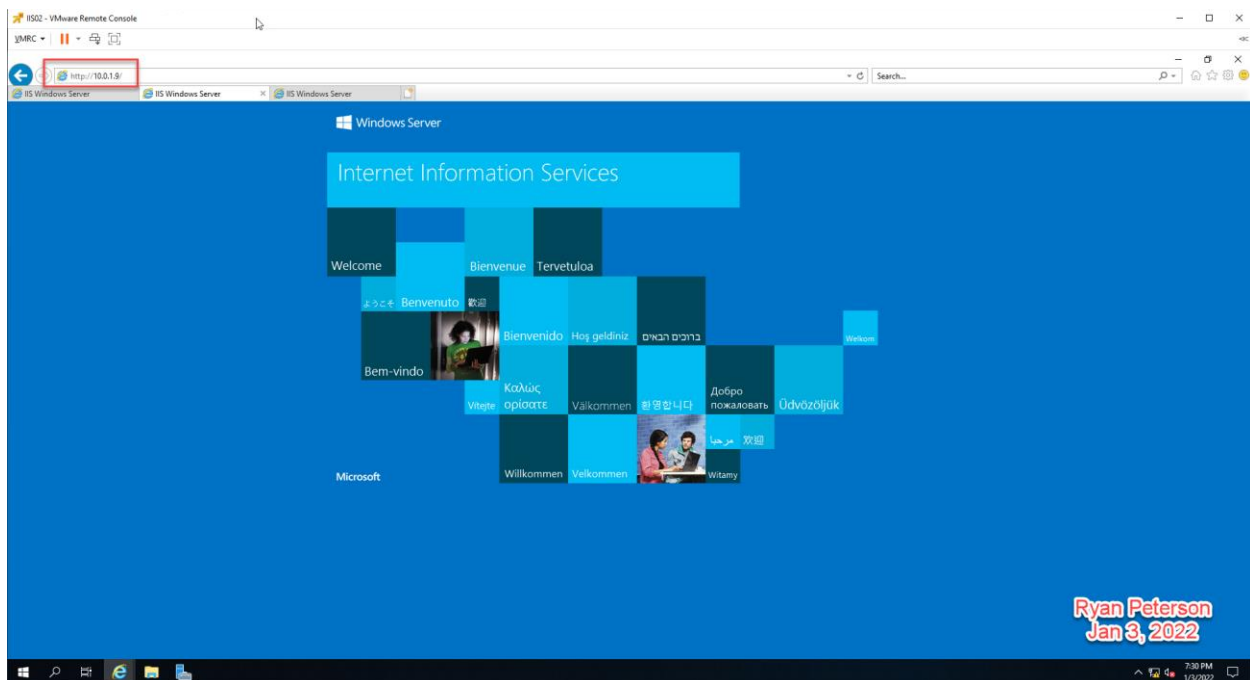 IIS02 - VMware Remote Console
VMRC
http://10.0.1.9/
Search...
IIS Windows Server
IIS Windows Server
IIS Windows Server
Windows Server
Internet Information Services
Welcome
Bienvenue
Tervetuloa
ようこそ
Benvenuto
歡迎
Bienvenido
Hoş geldiniz
ברוכים הבאים
Welkom
Bem-vindo
Vítejte
Καλώς
ορίσατε
Välkommen
환영합니다
Добро
пожаловать
Üdvözöljük
مرحبا
欢迎
Microsoft
Willkommen
Velkommen
Witamy
Ryan Peterson
Jan 3, 2022
7:30 PM
1/3/2022